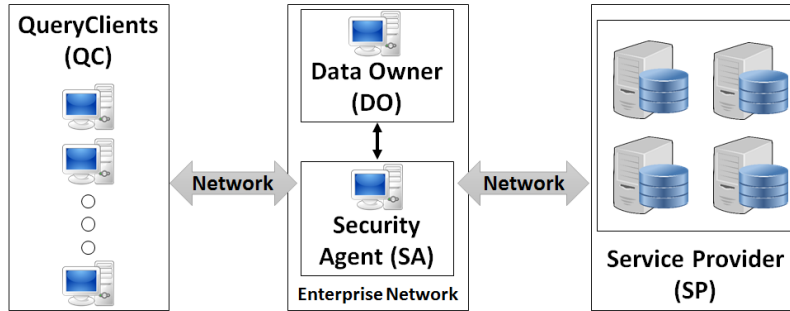 QueryClients
(QC)
Network
Data Owner
(DO)
Security
Agent (SA)
Enterprise Network
Network
Service Provider
(SP)